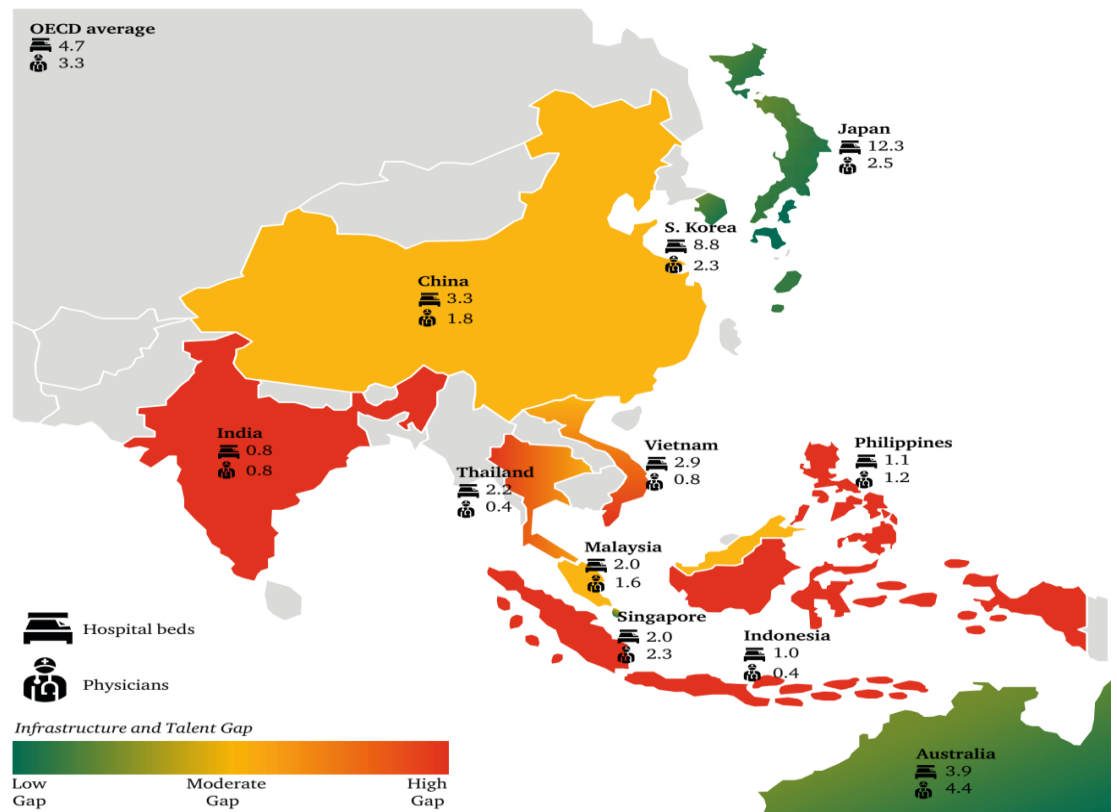 OECD average
4.7
3.3
Japan
12.3
2.5
S. Korea
8.8
2.3
China
3.3
1.8
India
0.8
0.8
Thailand
2.2
0.4
Vietnam
2.9
0.8
Philippines
1.1
1.2
Malaysia
2.0
1.6
Singapore
2.0
2.3
Indonesia
1.0
0.4
Australia
3.9
4.4
Hospital beds
Physicians
Infrastructure and Talent Gap
Low Gap
Moderate Gap
High Gap